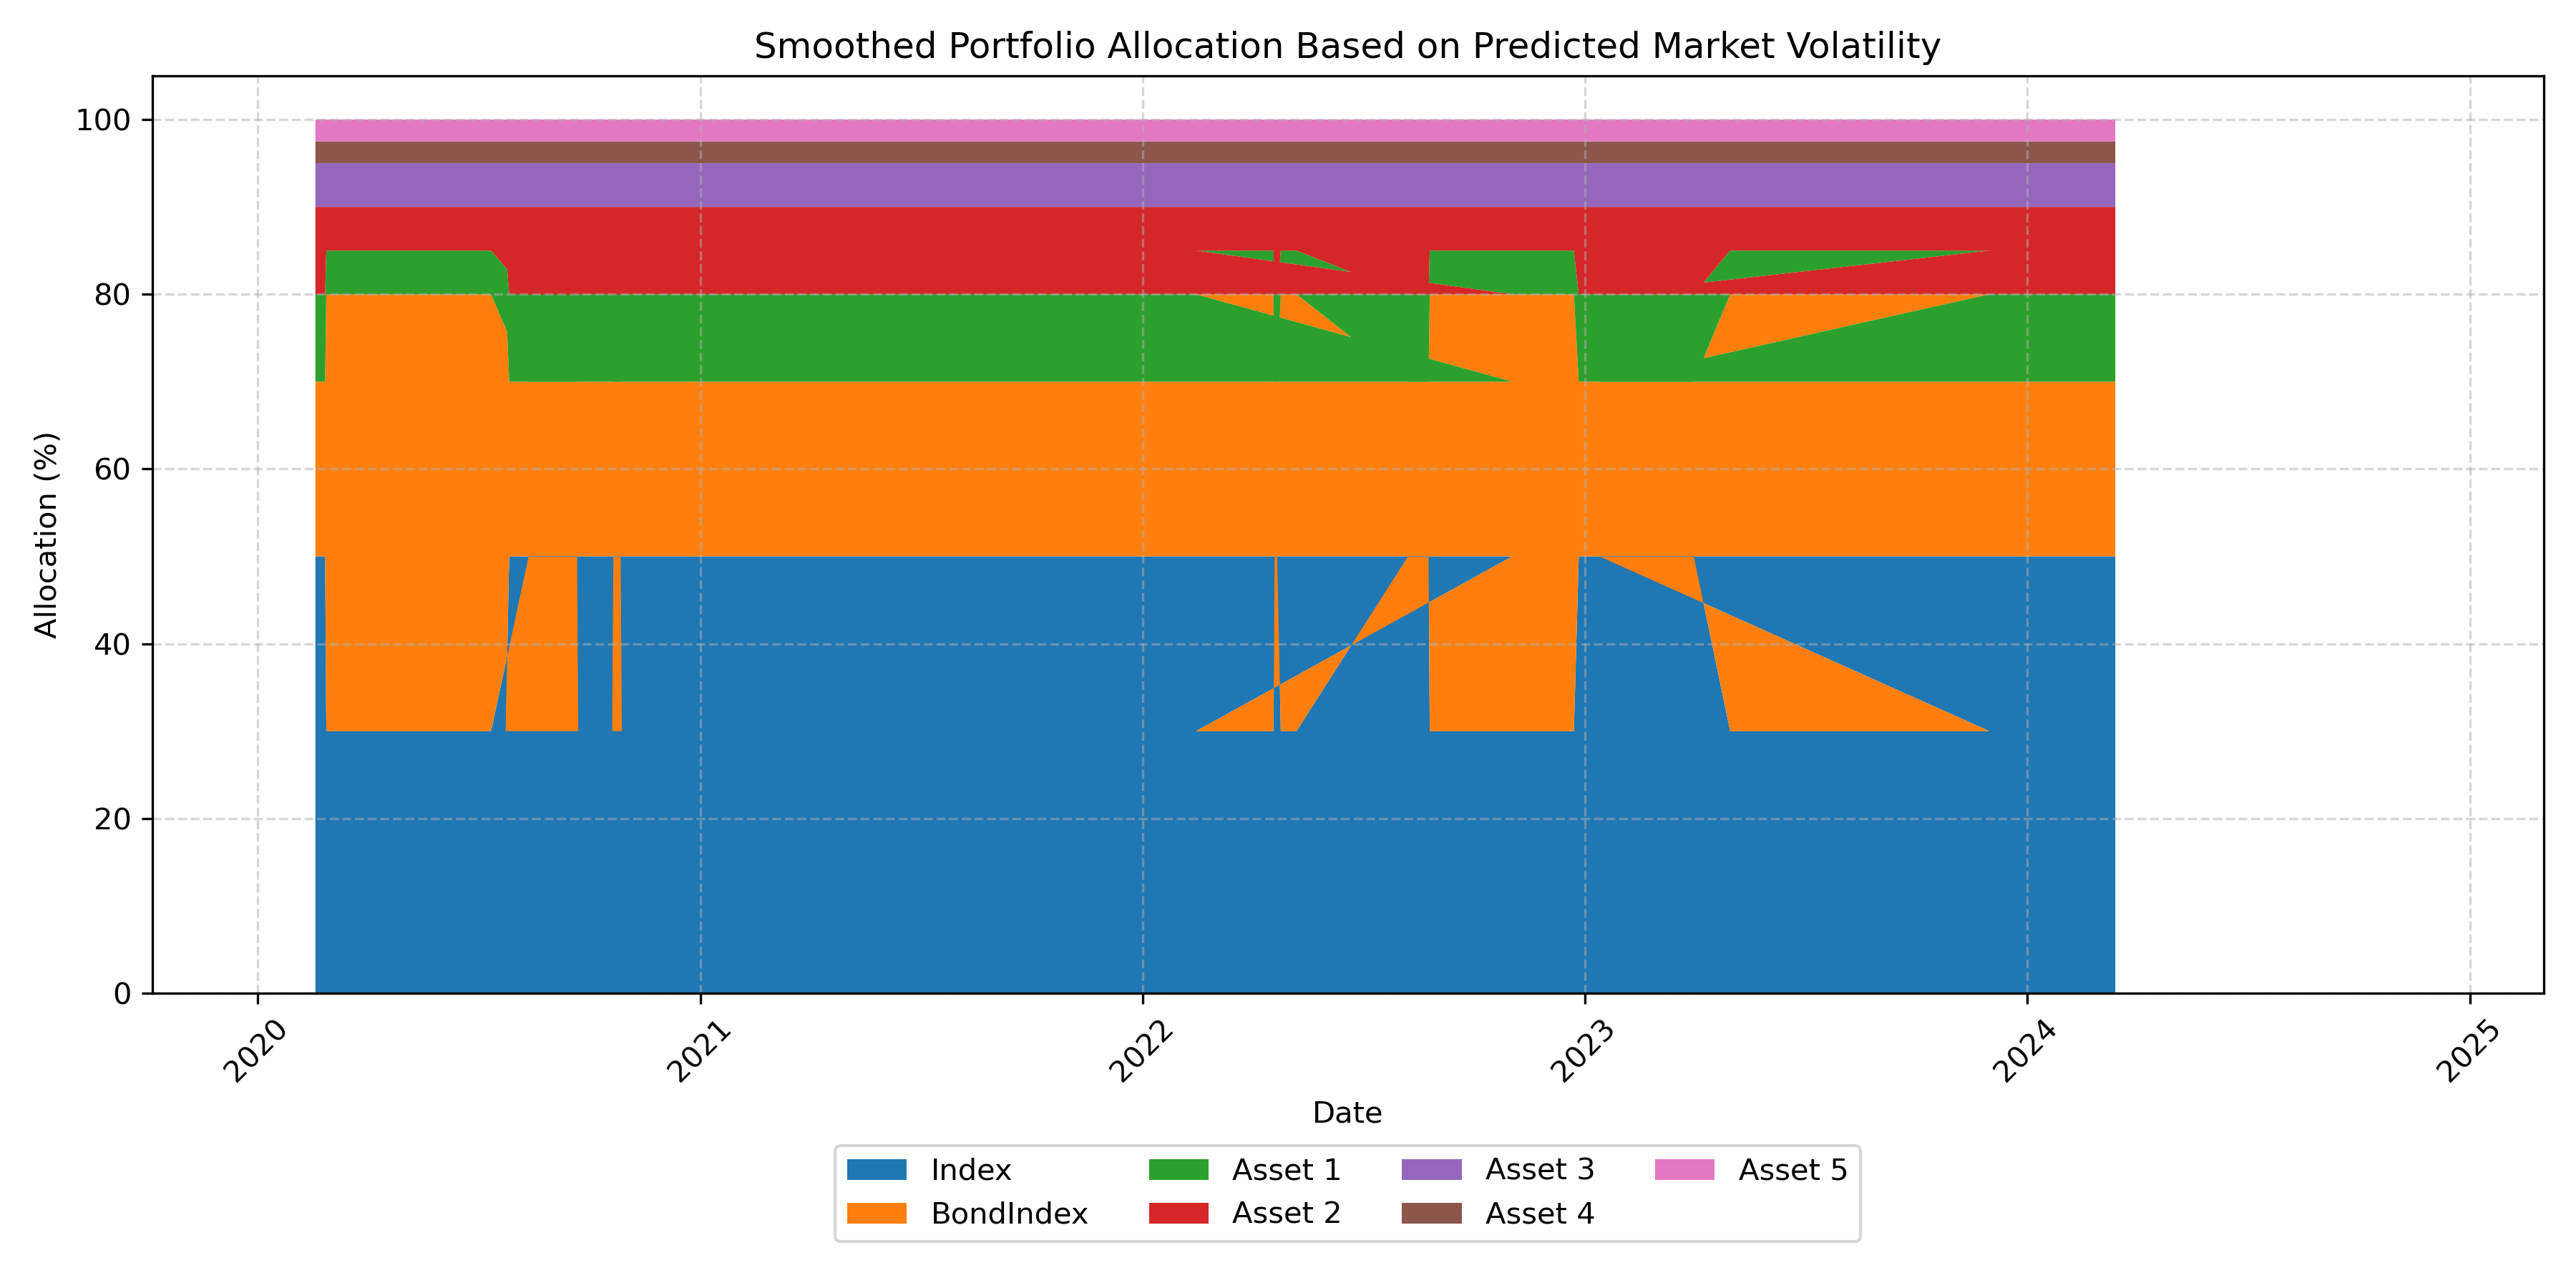 Smoothed Portfolio Allocation Based on Predicted Market Volatility
Allocation (%)
100
80
60
40
20
0
2020
2021
2022
2023
2024
2025
Date
Index
BondIndex
Asset 1
Asset 2
Asset 3
Asset 4
Asset 5